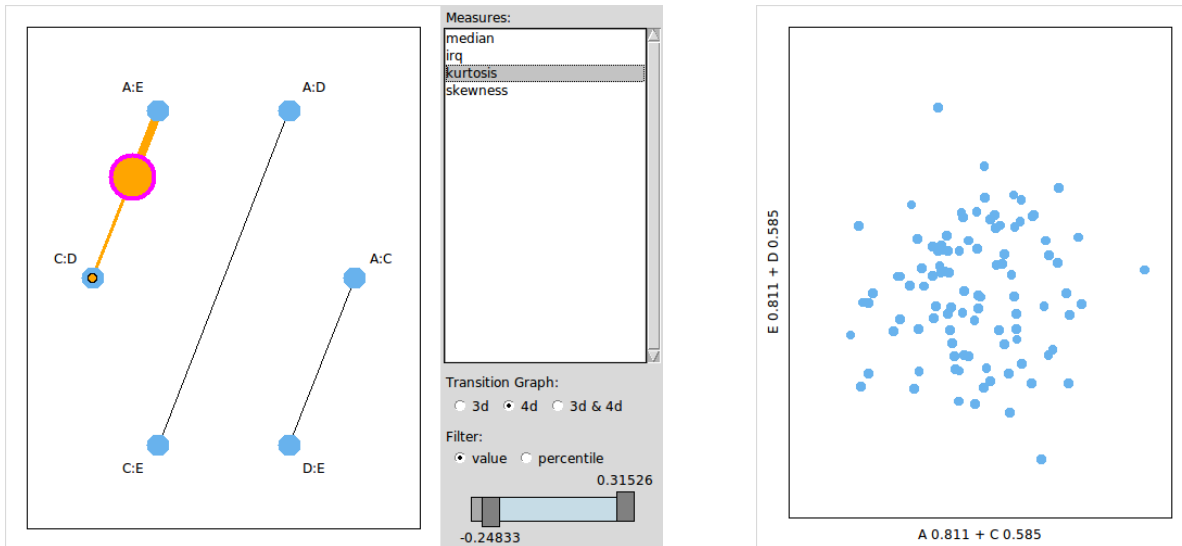 A:E
A:D
C:D
A:C
C:E
D:E
Measures:
median
irq
kurtosis
skewness
Transition Graph:
3d 4d 3d & 4d
Filter:
value percentile
0.31526
-0.24833
E 0.811 + D 0.585
A 0.811 + C 0.585